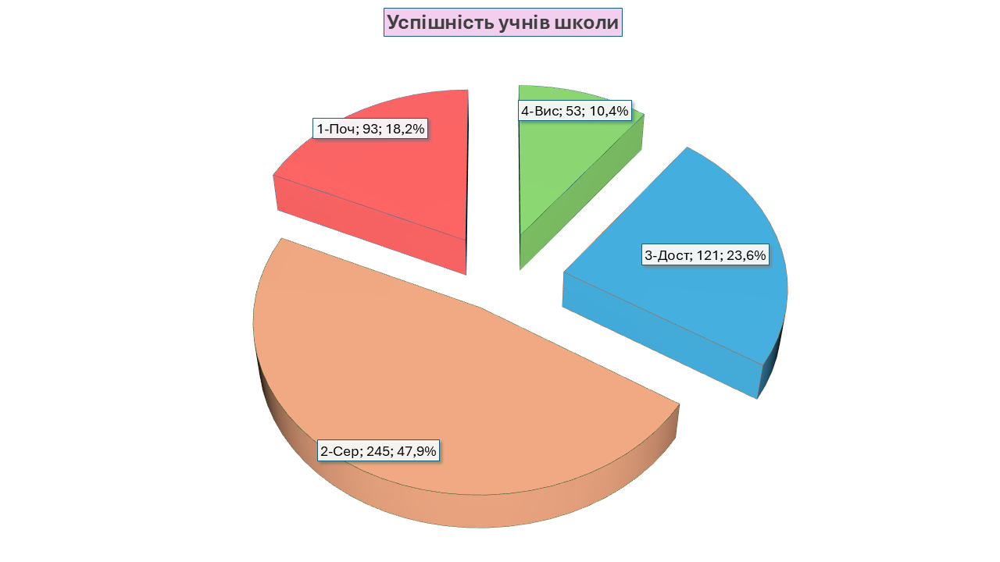 Успішність учнів школи
4-Вис; 53; 10,4%
1-Поч; 93; 18,2%
3-Дост; 121; 23,6%
2-Сер; 245; 47,9%